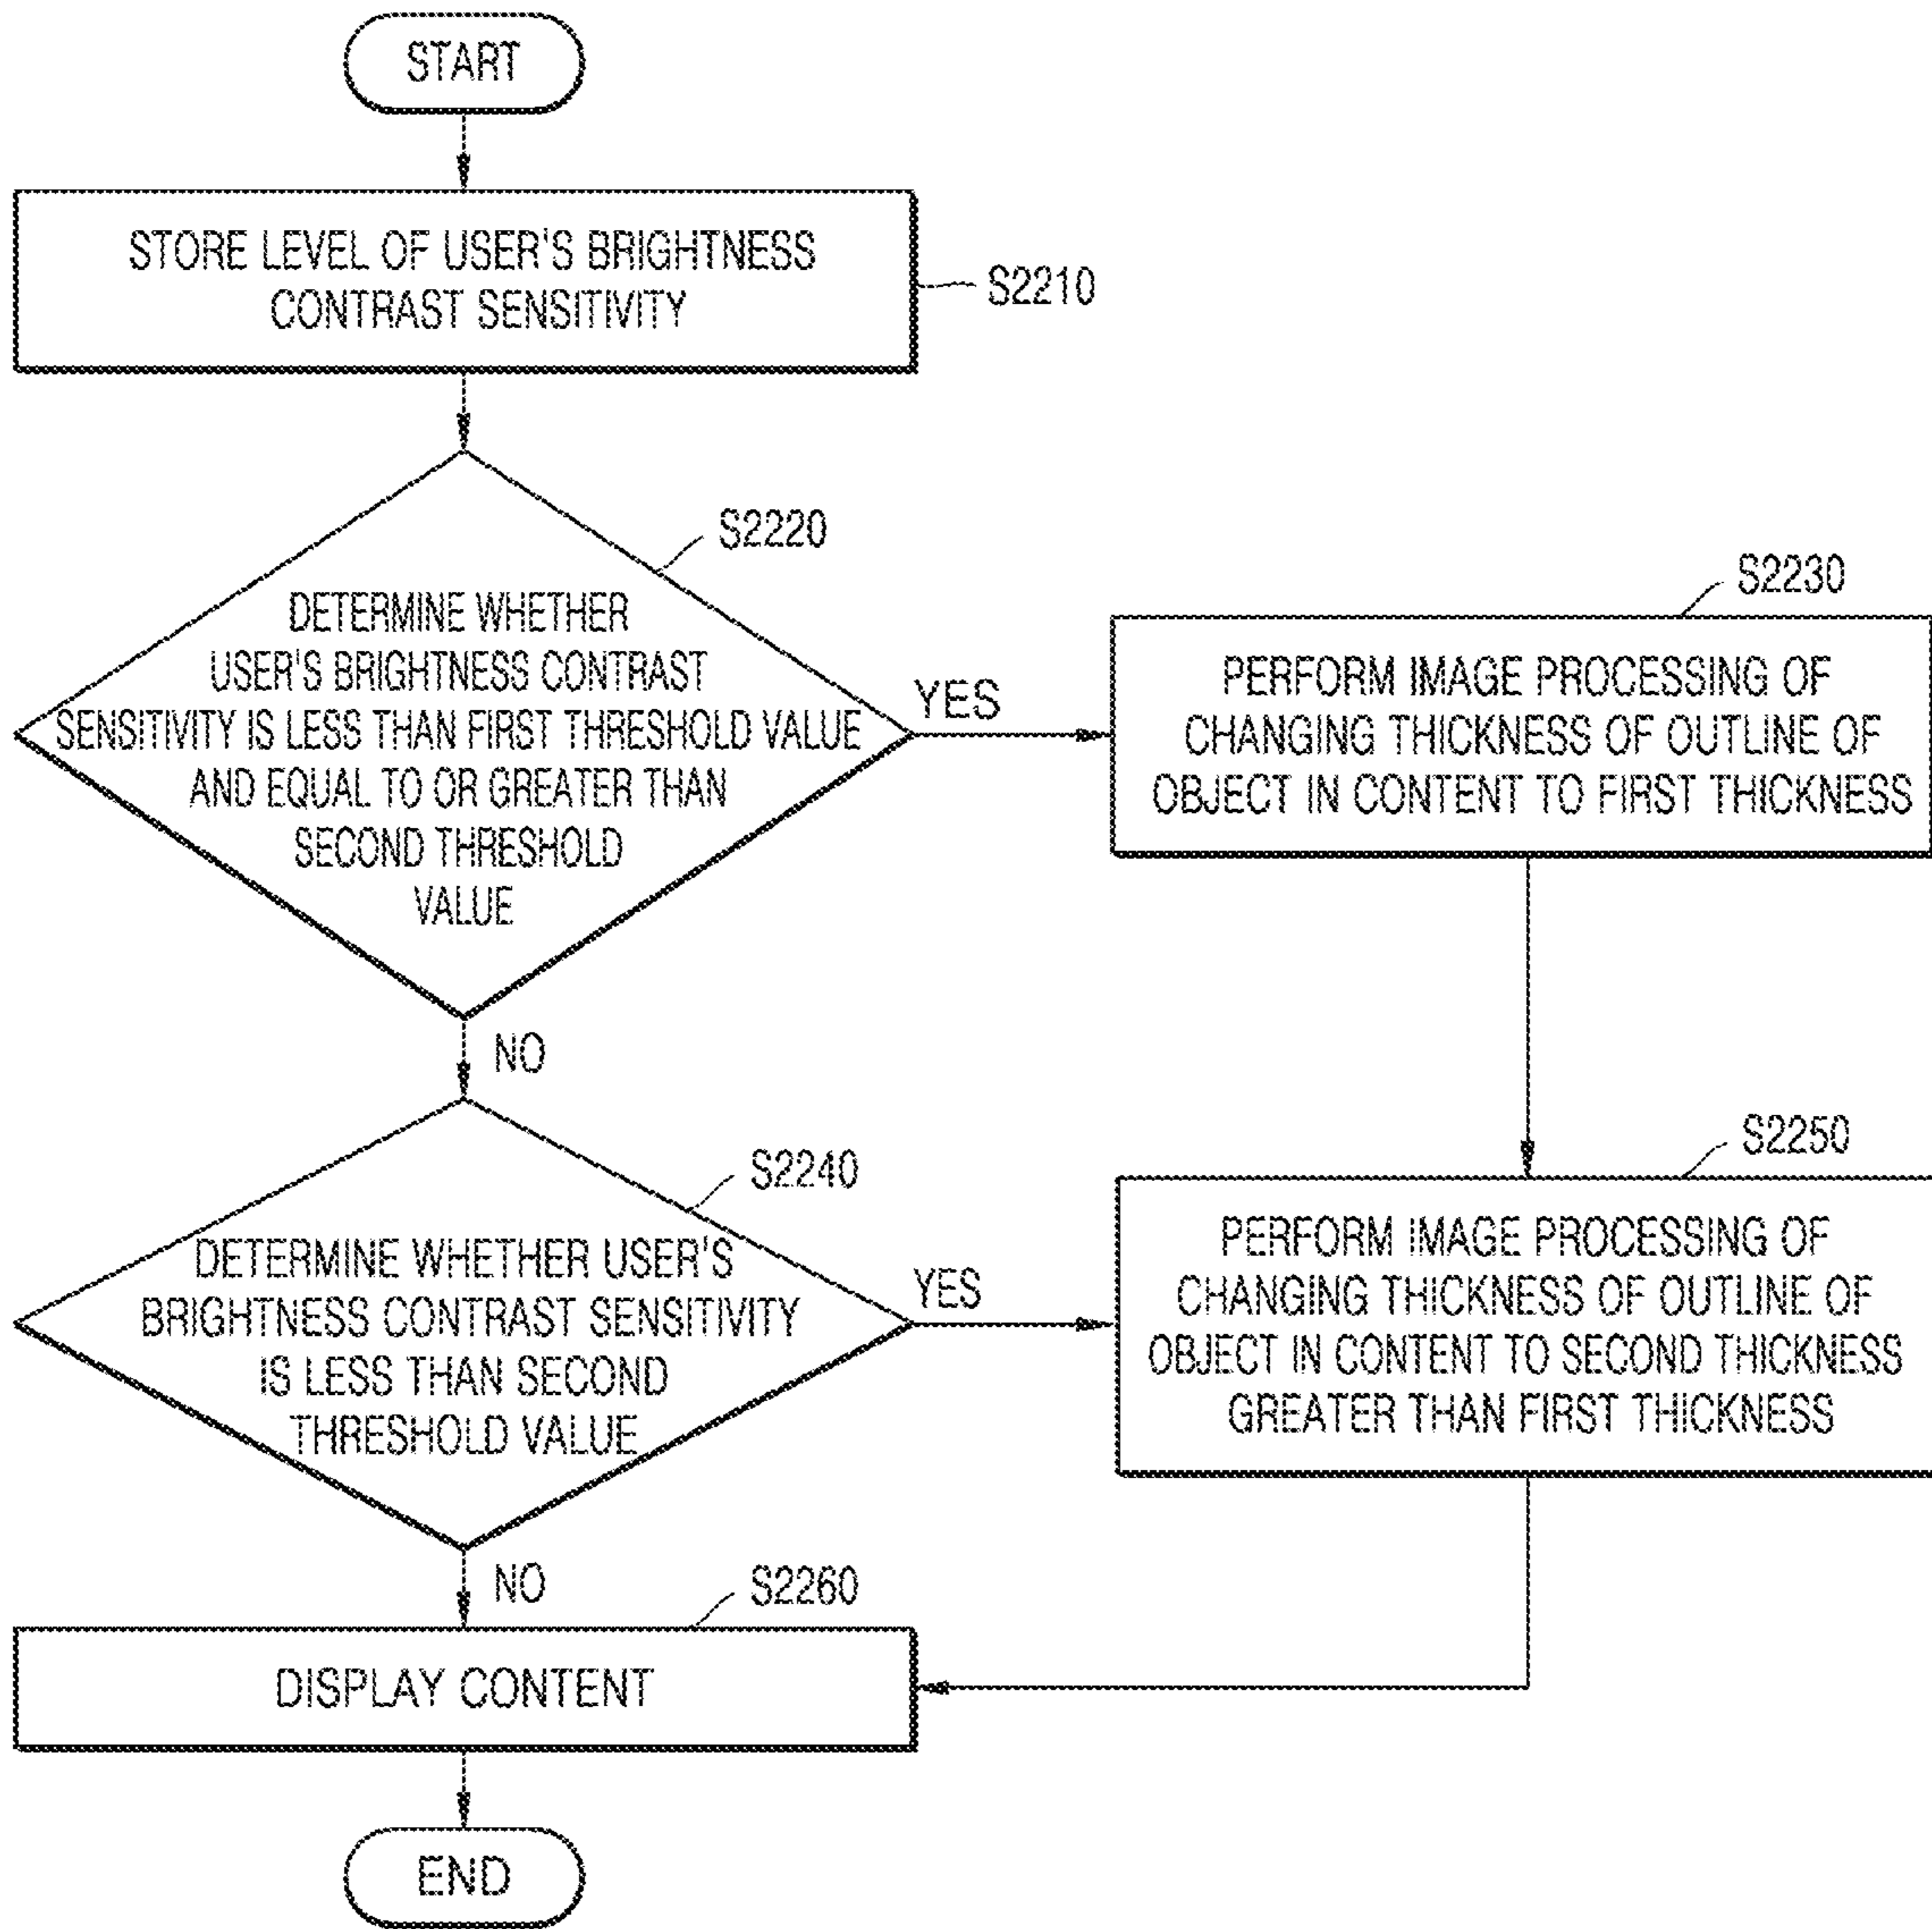 START
STORE LEVEL OF USER'S BRIGHTNESS
CONTRAST SENSITIVITY
S2210
S2220
DETERMINE WHETHER
USER'S BRIGHTNESS CONTRAST
SENSITIVITY IS LESS THAN FIRST THRESHOLD VALUE
AND EQUAL TO OR GREATER THAN
SECOND THRESHOLD
VALUE
YES
S2230
PERFORM IMAGE PROCESSING OF
CHANGING THICKNESS OF OUTLINE OF
OBJECT IN CONTENT TO FIRST THICKNESS
NO
S2240
DETERMINE WHETHER USER'S
BRIGHTNESS CONTRAST SENSITIVITY
IS LESS THAN SECOND
THRESHOLD VALUE
YES
S2250
PERFORM IMAGE PROCESSING OF
CHANGING THICKNESS OF OUTLINE OF
OBJECT IN CONTENT TO SECOND THICKNESS
GREATER THAN FIRST THICKNESS
NO
S2260
DISPLAY CONTENT
END